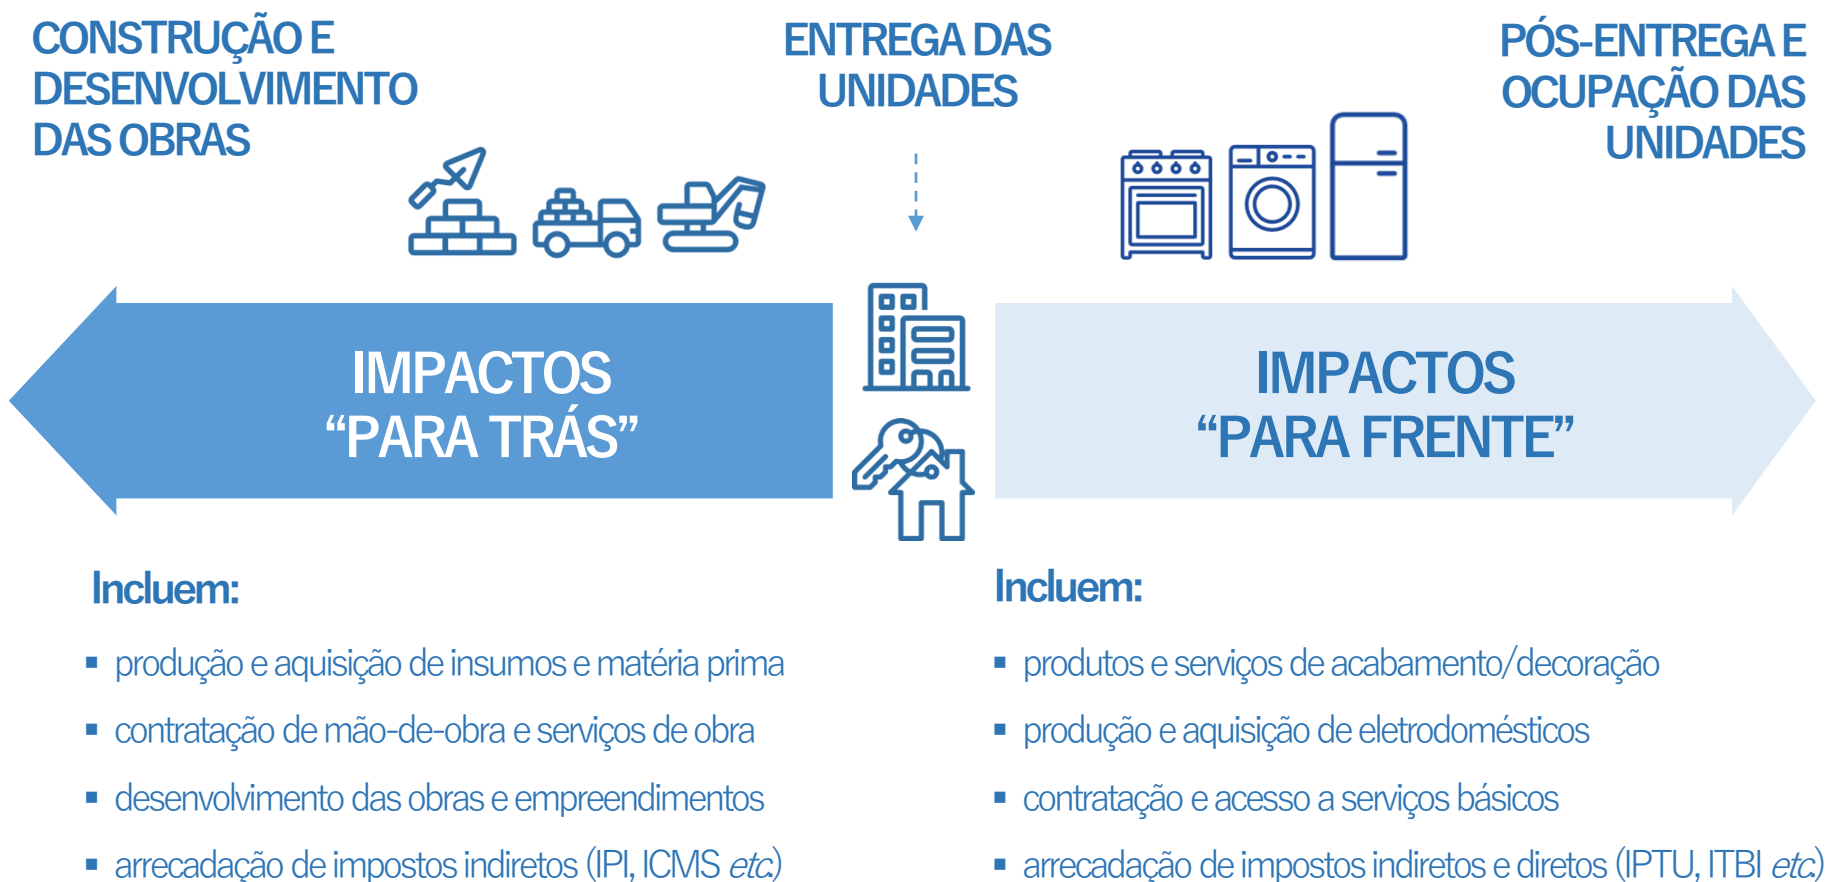 CONSTRUÇÃO E
DESENVOLVIMENTO
DAS OBRAS
ENTREGA DAS
UNIDADES
PÓS-ENTREGA E
OCUPAÇÃO DAS
UNIDADES
IMPACTOS
“PARA TRÁS”
IMPACTOS
“PARA FRENTE”
Incluem:
▪ produção e aquisição de insumos e matéria prima
▪ contratação de mão-de-obra e serviços de obra
▪ desenvolvimento das obras e empreendimentos
▪ arrecadação de impostos indiretos (IPI, ICMS etc.)
Incluem:
▪ produtos e serviços de acabamento/decoração
▪ produção e aquisição de eletrodomésticos
▪ contratação e acesso a serviços básicos
▪ arrecadação de impostos indiretos e diretos (IPTU, ITBI etc.)